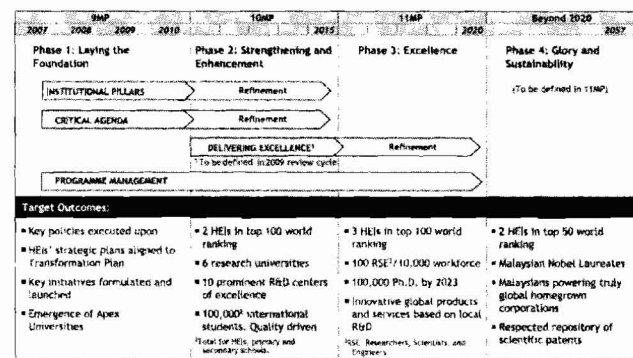 9MP 10MP 11MP Beyond 2020
2007 2008 2009 2010 2015 2020 2057
Phase 1: Laying the
Foundation
Phase 2: Strengthening and
Enhancement
Phase 3: Excellence
Phase 4: Glory and
Sustainability
(To be defined in 11MP)
INSTITUTIONAL PILLARS Refinement
CRITICAL AGENDA Refinement
DELIVERING EXCELLENCE¹ Refinement
¹To be defined in 2009 review cycle
PROGRAMME MANAGEMENT
Target Outcomes:
▪ Key policies executed upon
▪ HEIs' strategic plans aligned to
Transformation Plan
▪ Key initiatives formulated and
launched
▪ Emergence of Apex
Universities
▪ 2 HEIs in top 100 world
ranking
▪ 6 research universities
▪ 10 prominent R&D centers
of excellence
▪ 100,000² international
students. Quality driven
²Total for HEIs, primary and
secondary schools.
▪ 3 HEIs in top 100 world
ranking
▪ 100 RSE³/10,000 workforce
▪ 100,000 Ph.D. by 2023
▪ Innovative global products
and services based on local
R&D
³RSE: Researchers, Scientists, and
Engineers
▪ 2 HEIs in top 50 world
ranking
▪ Malaysian Nobel Laureates
▪ Malaysians powering truly
global homegrown
corporations
▪ Respected repository of
scientific patents